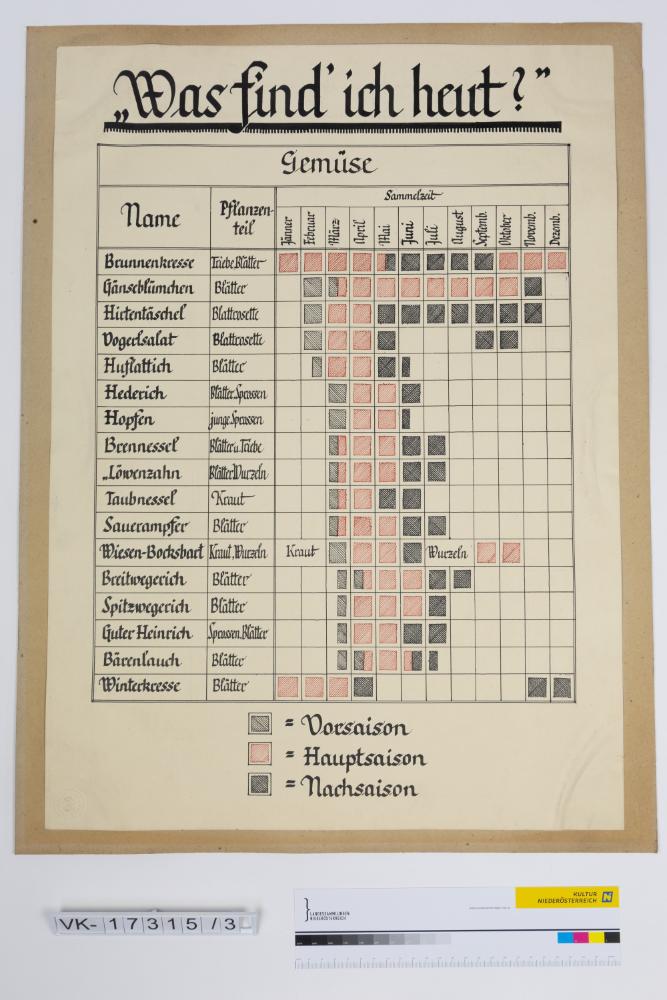 „Was find' ich heut?”
Gemüse
Name Pflanzen-teil Sammelzeit
Jänner Februar März April Mai Juni Juli August Septemb. Oktober Novemb. Dezemb.
Brunnenkresse Triebe.Blätter
Gänseblümchen Blätter
Hirtentäschel Blattrosette
Vogerlsalat Blattrosette
Huflattich Blätter
Hederich Blätter.Sprossen
Hopfen junge Sprossen
Brennessel Blätter u. Triebe
„Löwenzahn Blätter.Wurzeln
Taubnessel Kraut
Sauerampfer Blätter
Wiesen-Bocksbart Kraut.Wurzeln Kraut Wurzeln
Breitwegerich Blätter
Spitzwegerich Blätter
Guter Heinrich Sprossen.Blätter
Bärenlauch Blätter
Winterkresse Blätter
= Vorsaison
= Hauptsaison
= Nachsaison
VK-17315/3
LANDESSAMMLUNGEN
NIEDERÖSTERREICH
KULTUR
NIEDERÖSTERREICH